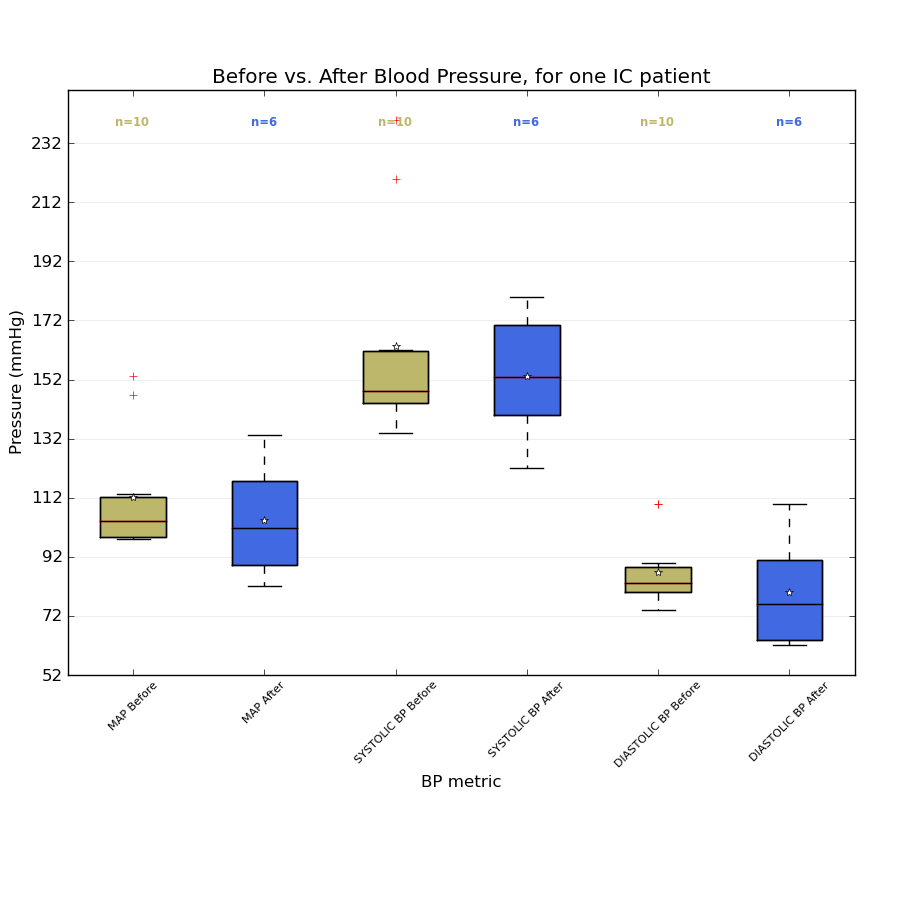 Before vs. After Blood Pressure, for one IC patient
n=10 n=6 n=10 n=6 n=10 n=6
232
212
192
172
152
132
112
92
72
52
Pressure (mmHg)
MAP Before
MAP After
SYSTOLIC BP Before
SYSTOLIC BP After
DIASTOLIC BP Before
DIASTOLIC BP After
BP metric